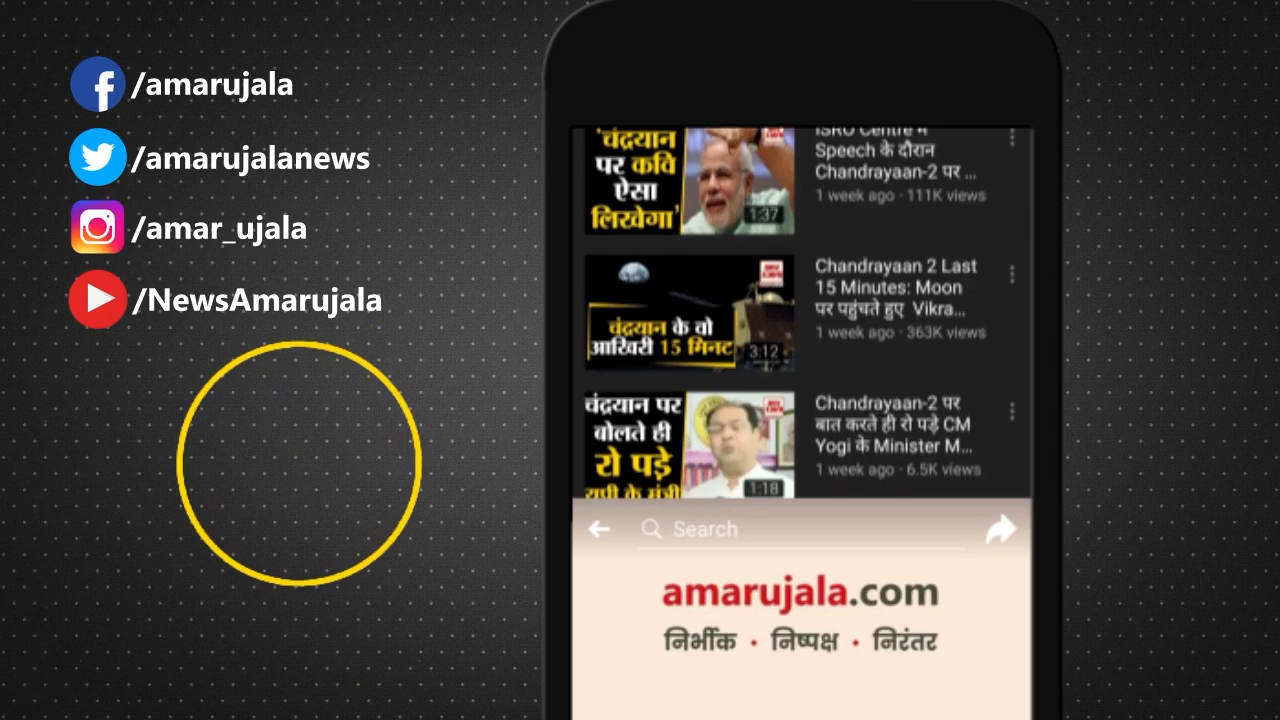 /amarujala
/amarujalanews
/amar_ujala
/NewsAmarujala
'चंद्रयान
पर कवि
ऐसा
लिखेगा'
1:37
ISRO Centre में
Speech के दौरान
Chandrayaan-2 पर ...
1 week ago · 111K views
चंद्रयान के वो
आखिरी 15 मिनट
3:12
Chandrayaan 2 Last
15 Minutes: Moon
पर पहुंचते हुए Vikra...
1 week ago · 363K views
चंद्रयान पर
बोलते ही
रो पड़े
यूपी के मंत्री
1:18
Chandrayaan-2 पर
बात करते ही रो पड़े CM
Yogi के Minister M...
1 week ago · 6.5K views
Search
amarujala.com
निर्भीक • निष्पक्ष • निरंतर